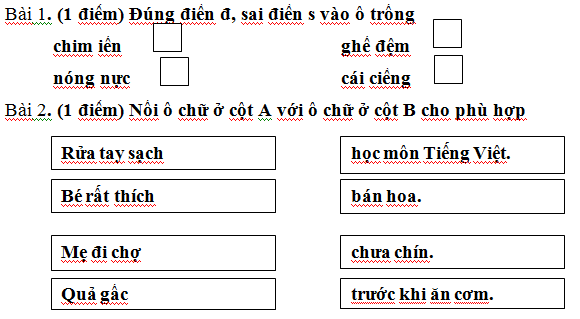 Bài 1. (1 điểm) Đúng điền đ, sai điền s vào ô trống
chim iến ghế đệm
nóng nực cái ciềng
Bài 2. (1 điểm) Nối ô chữ ở cột A với ô chữ ở cột B cho phù hợp
Rửa tay sạch học môn Tiếng Việt.
Bé rất thích bán hoa.
Mẹ đi chợ chưa chín.
Quả gấc trước khi ăn cơm.